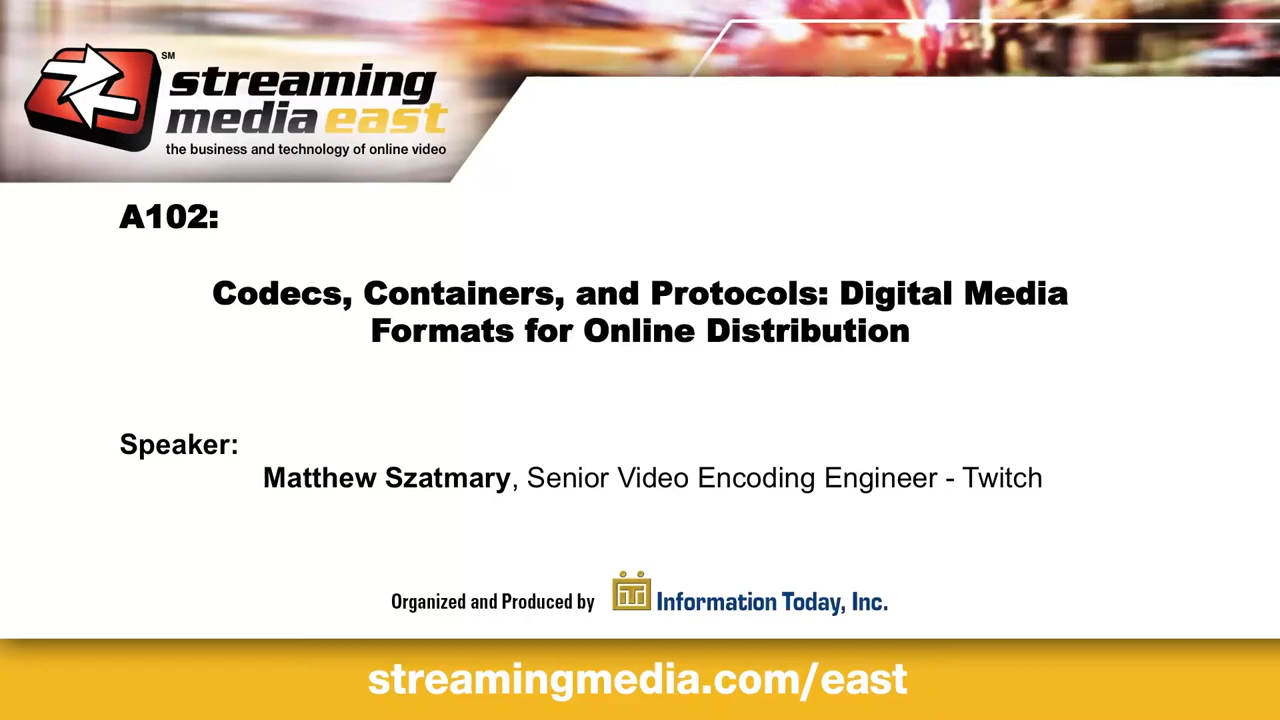 SM
streaming
media east
the business and technology of online video
A102:
Codecs, Containers, and Protocols: Digital Media
Formats for Online Distribution
Speaker:
Matthew Szatmary, Senior Video Encoding Engineer - Twitch
Organized and Produced by iTi Information Today, Inc.
streamingmedia.com/east